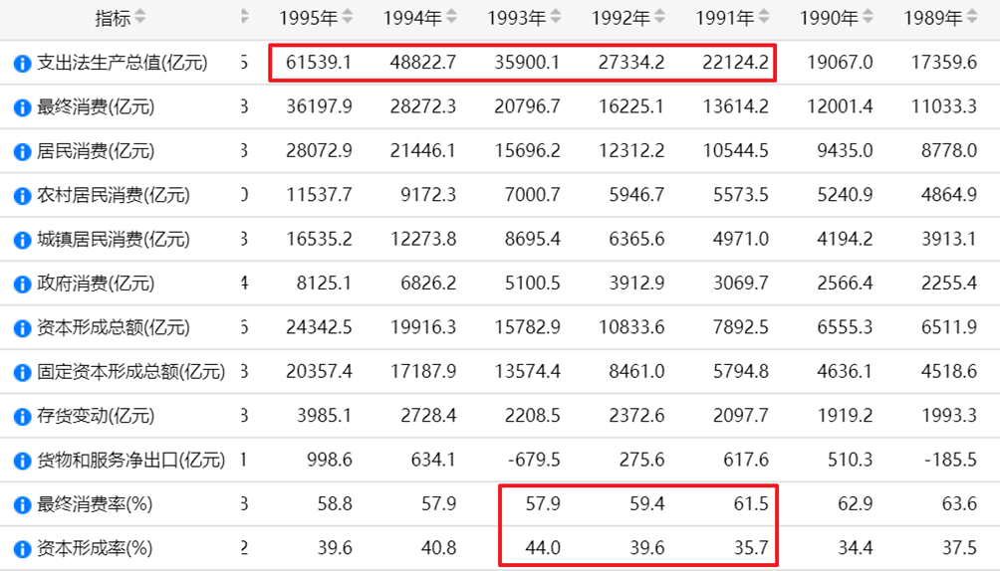 指标 1995年 1994年 1993年 1992年 1991年 1990年 1989年
支出法生产总值(亿元) 5 61539.1 48822.7 35900.1 27334.2 22124.2 19067.0 17359.6
最终消费(亿元) 3 36197.9 28272.3 20796.7 16225.1 13614.2 12001.4 11033.3
居民消费(亿元) 3 28072.9 21446.1 15696.2 12312.2 10544.5 9435.0 8778.0
农村居民消费(亿元) 0 11537.7 9172.3 7000.7 5946.7 5573.5 5240.9 4864.9
城镇居民消费(亿元) 3 16535.2 12273.8 8695.4 6365.6 4971.0 4194.2 3913.1
政府消费(亿元) 4 8125.1 6826.2 5100.5 3912.9 3069.7 2566.4 2255.4
资本形成总额(亿元) 6 24342.5 19916.3 15782.9 10833.6 7892.5 6555.3 6511.9
固定资本形成总额(亿元) 3 20357.4 17187.9 13574.4 8461.0 5794.8 4636.1 4518.6
存货变动(亿元) 3 3985.1 2728.4 2208.5 2372.6 2097.7 1919.2 1993.3
货物和服务净出口(亿元) 1 998.6 634.1 -679.5 275.6 617.6 510.3 -185.5
最终消费率(%) 3 58.8 57.9 57.9 59.4 61.5 62.9 63.6
资本形成率(%) 2 39.6 40.8 44.0 39.6 35.7 34.4 37.5